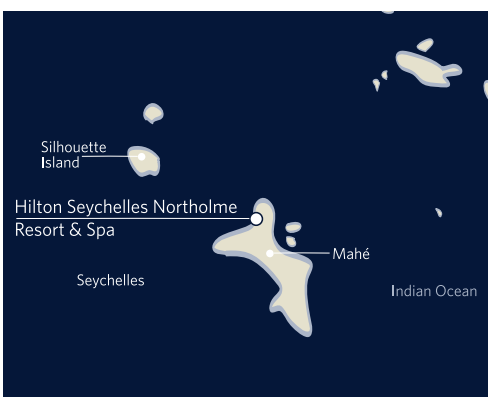 Silhouette
Island
Hilton Seychelles Northolme
Resort & Spa
Mahé
Seychelles
Indian Ocean